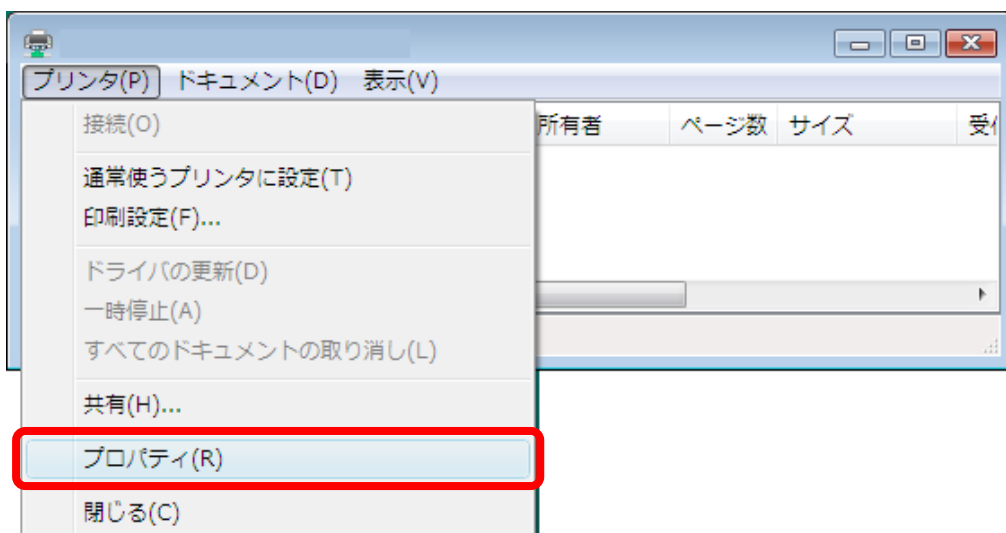 プリンタ(P) ドキュメント(D) 表示(V)
所有者 ページ数 サイズ
接続(O)
通常使うプリンタに設定(T)
印刷設定(F)...
ドライバの更新(D)
一時停止(A)
すべてのドキュメントの取り消し(L)
共有(H)...
プロパティ(R)
閉じる(C)